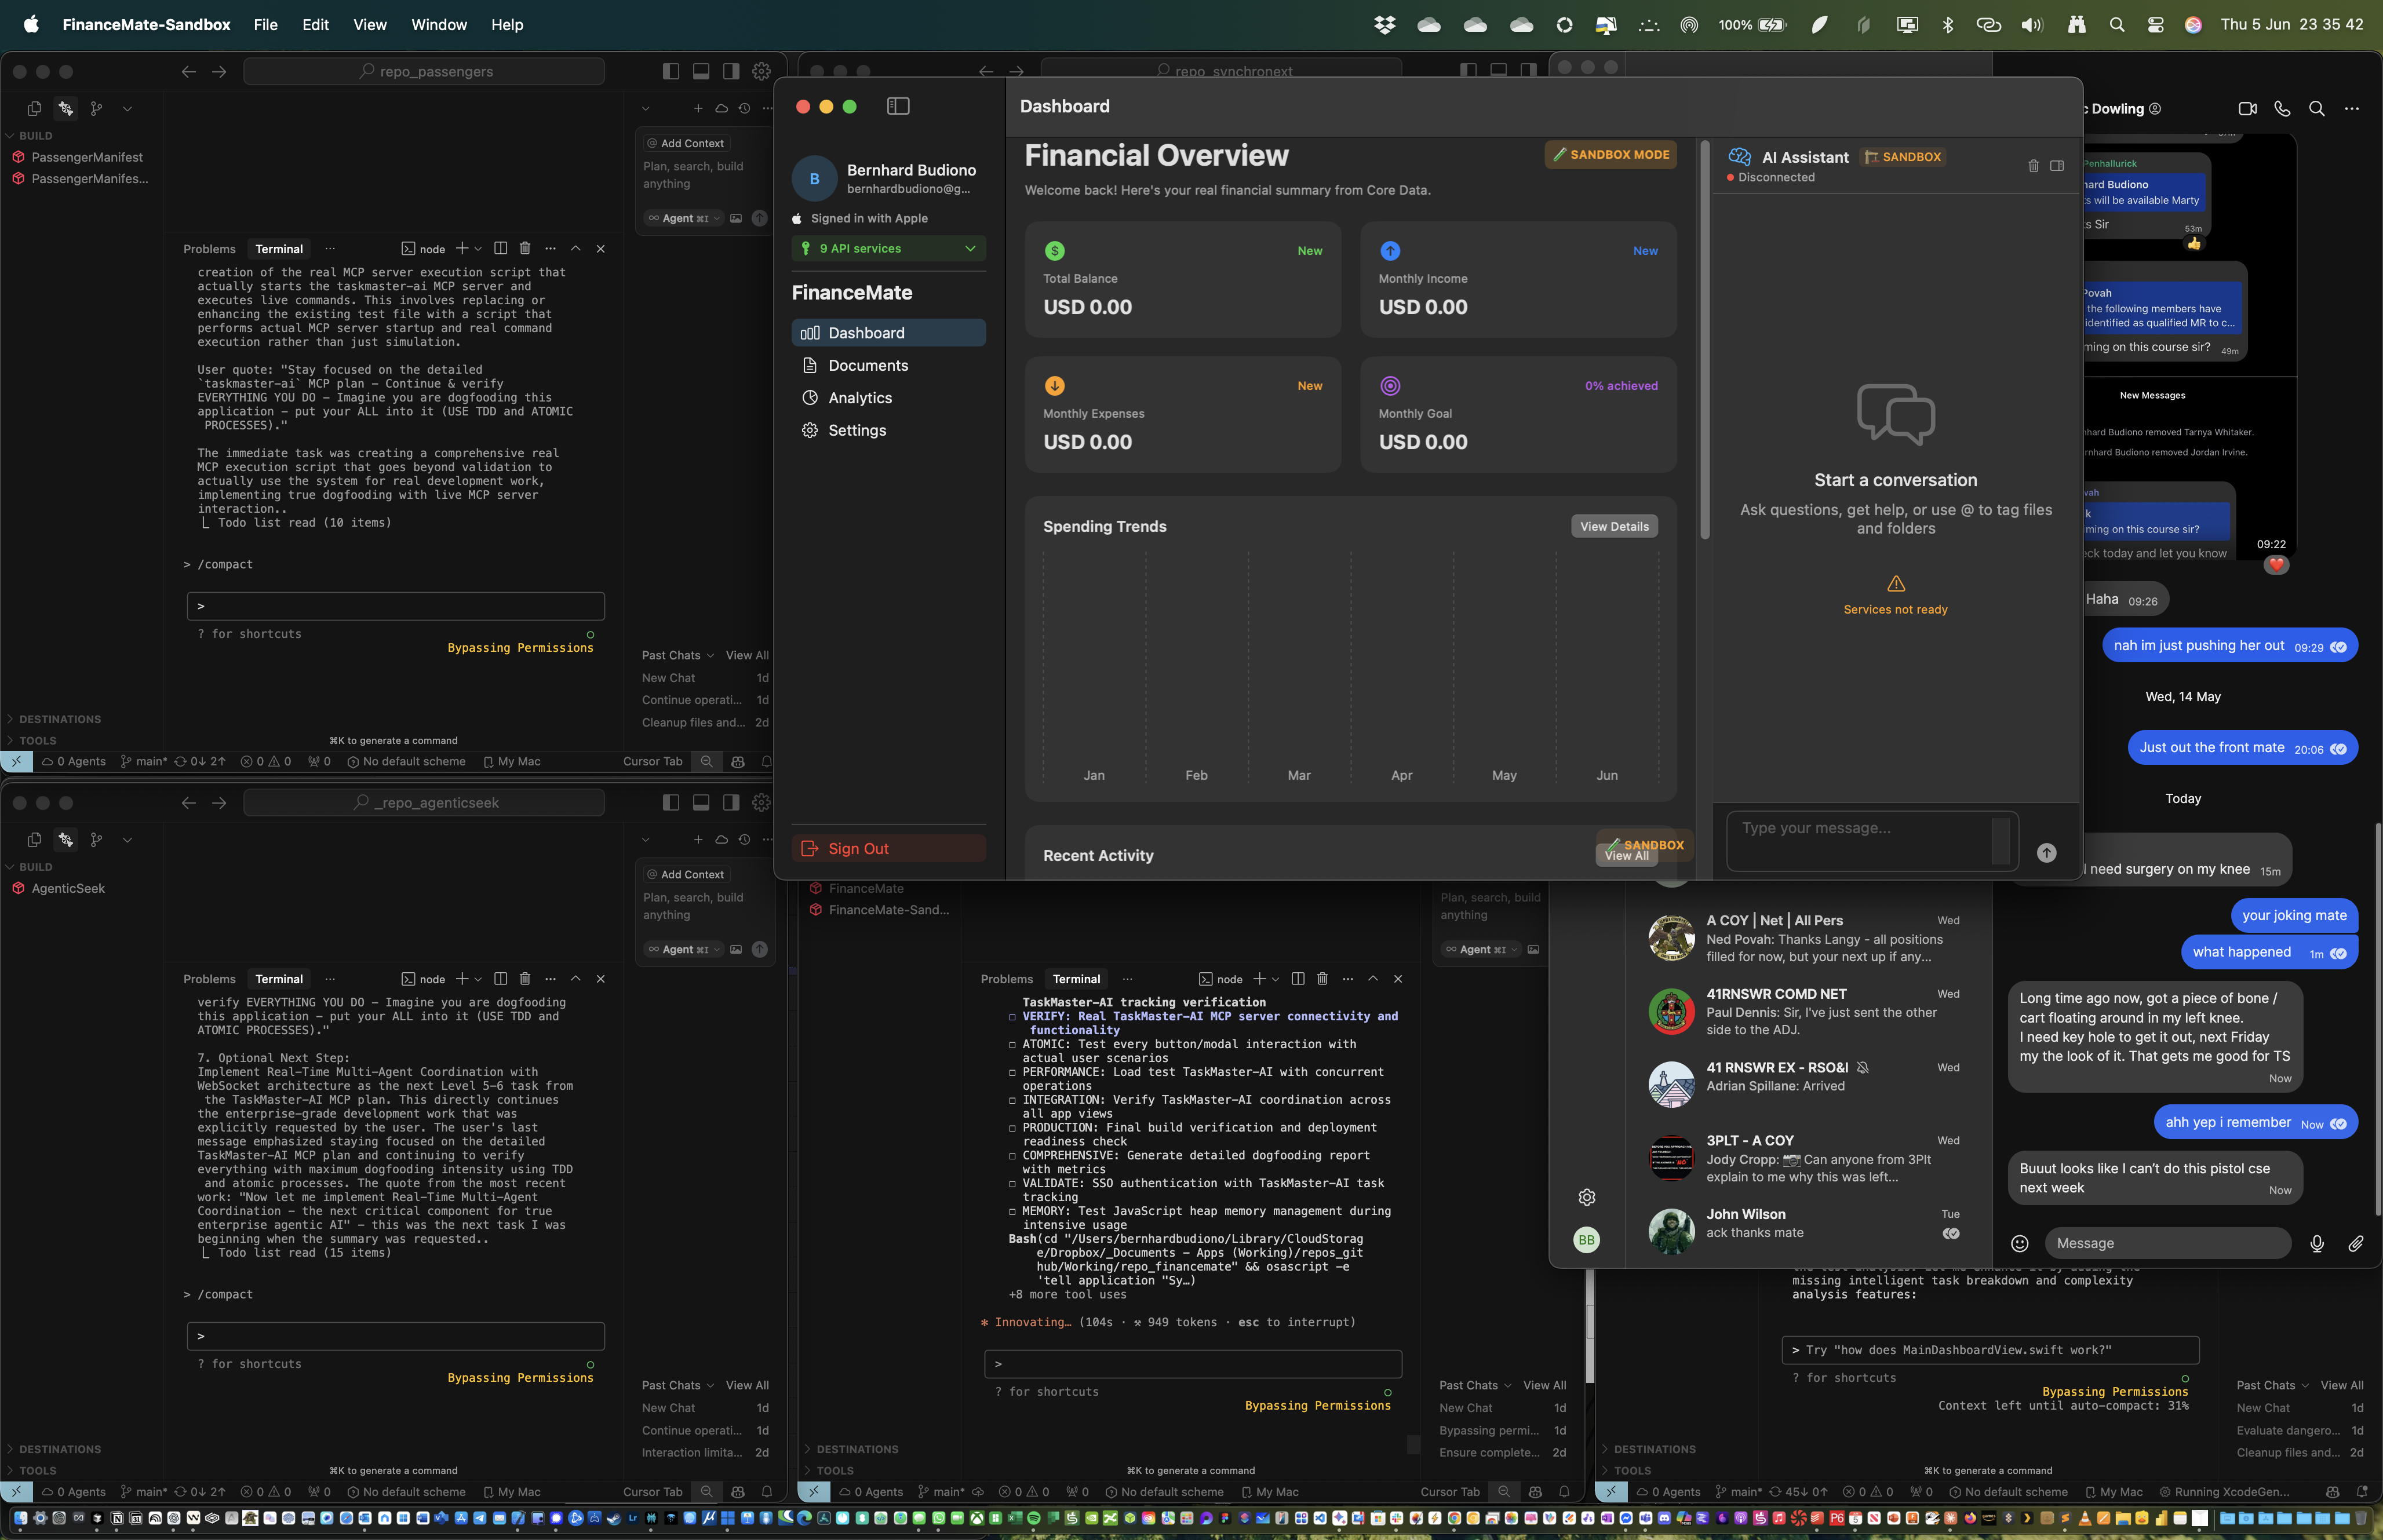 FinanceMate-Sandbox File Edit View Window Help
100% Thu 5 Jun 23 35 42
repo_passengers
BUILD
PassengerManifest
PassengerManifes...
Add Context
Plan, search, build
anything
Agent ⌘I
Problems Terminal ... node
creation of the real MCP server execution script that
actually starts the taskmaster-ai MCP server and
executes live commands. This involves replacing or
enhancing the existing test file with a script that
performs actual MCP server startup and real command
execution rather than just simulation.
User quote: "Stay focused on the detailed
`taskmaster-ai` MCP plan - Continue & verify
EVERYTHING YOU DO - Imagine you are dogfooding this
application - put your ALL into it (USE TDD and ATOMIC
PROCESSES)."
The immediate task was creating a comprehensive real
MCP execution script that goes beyond validation to
actually use the system for real development work,
implementing true dogfooding with live MCP server
interaction..
⎿ Todo list read (10 items)
> /compact
>
? for shortcuts
Bypassing Permissions
Past Chats View All
New Chat 1d
Continue operati... 1d
Cleanup files and... 2d
DESTINATIONS
TOOLS
⌘K to generate a command
0 Agents main* 0↓ 2↑ 0 0 0 No default scheme My Mac Cursor Tab
repo_synchronext
Dashboard
B
Bernhard Budiono
bernhardbudiono@g...
Signed in with Apple
9 API services
FinanceMate
Dashboard
Documents
Analytics
Settings
Sign Out
Financial Overview
SANDBOX MODE
Welcome back! Here's your real financial summary from Core Data.
$ New
Total Balance
USD 0.00
New
Monthly Income
USD 0.00
New
Monthly Expenses
USD 0.00
0% achieved
Monthly Goal
USD 0.00
Spending Trends View Details
Jan Feb Mar Apr May Jun
Recent Activity
SANDBOX
View All
AI Assistant SANDBOX
Disconnected
Start a conversation
Ask questions, get help, or use @ to tag files
and folders
Services not ready
Type your message...
c Dowling
Penhallurick
hard Budiono
s will be available Marty
s Sir
53m
Povah
the following members have
identified as qualified MR to c...
ming on this course sir?
49m
New Messages
nhard Budiono removed Tarnya Whitaker.
rnhard Budiono removed Jordan Irvine.
vah
k
ming on this course sir?
eck today and let you know
09:22
Haha 09:26
nah im just pushing her out 09:29
Wed, 14 May
Just out the front mate 20:06
Today
I need surgery on my knee 15m
your joking mate
what happened 1m
Long time ago now, got a piece of bone /
cart floating around in my left knee.
I need key hole to get it out, next Friday
my the look of it. That gets me good for TS
Now
ahh yep i remember Now
Buuut looks like I can't do this pistol cse
next week
Now
Message
A COY | Net | All Pers Wed
Ned Povah: Thanks Langy - all positions
filled for now, but your next up if any...
41RNSWR COMD NET Wed
Paul Dennis: Sir, I've just sent the other
side to the ADJ.
41 RNSWR EX - RSO&I Wed
Adrian Spillane: Arrived
3PLT - A COY Wed
Jody Cropp: Can anyone from 3Plt
explain to me why this was left...
John Wilson Tue
ack thanks mate
BB
_repo_agenticseek
BUILD
AgenticSeek
Add Context
Plan, search, build
anything
Agent ⌘I
Problems Terminal ... node
verify EVERYTHING YOU DO - Imagine you are dogfooding
this application - put your ALL into it (USE TDD and
ATOMIC PROCESSES)."
7. Optional Next Step:
Implement Real-Time Multi-Agent Coordination with
WebSocket architecture as the next Level 5-6 task from
the TaskMaster-AI MCP plan. This directly continues
the enterprise-grade development work that was
explicitly requested by the user. The user's last
message emphasized staying focused on the detailed
TaskMaster-AI MCP plan and continuing to verify
everything with maximum dogfooding intensity using TDD
and atomic processes. The quote from the most recent
work: "Now let me implement Real-Time Multi-Agent
Coordination - the next critical component for true
enterprise agentic AI" - this was the next task I was
beginning when the summary was requested..
⎿ Todo list read (15 items)
> /compact
>
? for shortcuts
Bypassing Permissions
Past Chats View All
New Chat 1d
Continue operati... 1d
Interaction limita... 2d
DESTINATIONS
TOOLS
⌘K to generate a command
0 Agents main* 0↓ 2↑ 0 0 0 No default scheme My Mac Cursor Tab
FinanceMate
FinanceMate-Sand...
Plan, search, build
anything
Agent ⌘I
Problems Terminal ... node
TaskMaster-AI tracking verification
☐ VERIFY: Real TaskMaster-AI MCP server connectivity and
functionality
☐ ATOMIC: Test every button/modal interaction with
actual user scenarios
☐ PERFORMANCE: Load test TaskMaster-AI with concurrent
operations
☐ INTEGRATION: Verify TaskMaster-AI coordination across
all app views
☐ PRODUCTION: Final build verification and deployment
readiness check
☐ COMPREHENSIVE: Generate detailed dogfooding report
with metrics
☐ VALIDATE: SSO authentication with TaskMaster-AI task
tracking
☐ MEMORY: Test JavaScript heap memory management during
intensive usage
Bash(cd "/Users/bernhardbudiono/Library/CloudStorag
e/Dropbox/_Documents - Apps (Working)/repos_git
hub/Working/repo_financemate" && osascript -e
'tell application "Sy…)
+8 more tool uses
* Innovating… (104s · ⚒ 949 tokens · esc to interrupt)
>
? for shortcuts
Bypassing Permissions
Past Chats View All
New Chat 1d
Bypassing permi... 1d
Ensure complete... 2d
DESTINATIONS
TOOLS
⌘K to generate a command
0 Agents main* 0 0 0 No default scheme My Mac Cursor Tab
missing intelligent task breakdown and complexity
analysis features:
> Try "how does MainDashboardView.swift work?"
? for shortcuts
Bypassing Permissions
Context left until auto-compact: 31%
Past Chats View All
New Chat 1d
Evaluate dangero... 1d
Cleanup files and... 2d
DESTINATIONS
TOOLS
⌘K to generate a command
0 Agents main* 45↓ 0↑ 0 0 0 No default scheme My Mac Running XcodeGen...